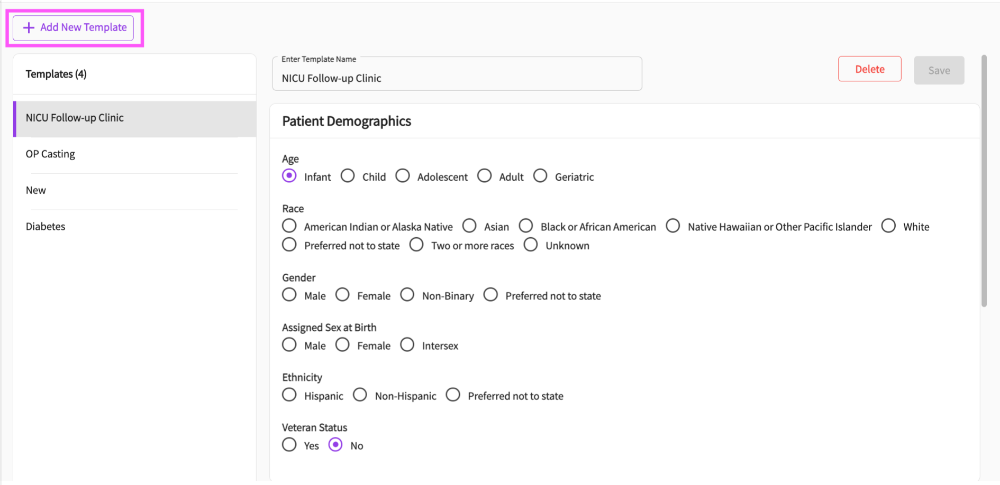 + Add New Template
Templates (4)
NICU Follow-up Clinic
OP Casting
New
Diabetes
Enter Template Name
NICU Follow-up Clinic
Delete
Save
Patient Demographics
Age
Infant Child Adolescent Adult Geriatric
Race
American Indian or Alaska Native Asian Black or African American Native Hawaiian or Other Pacific Islander White
Preferred not to state Two or more races Unknown
Gender
Male Female Non-Binary Preferred not to state
Assigned Sex at Birth
Male Female Intersex
Ethnicity
Hispanic Non-Hispanic Preferred not to state
Veteran Status
Yes No